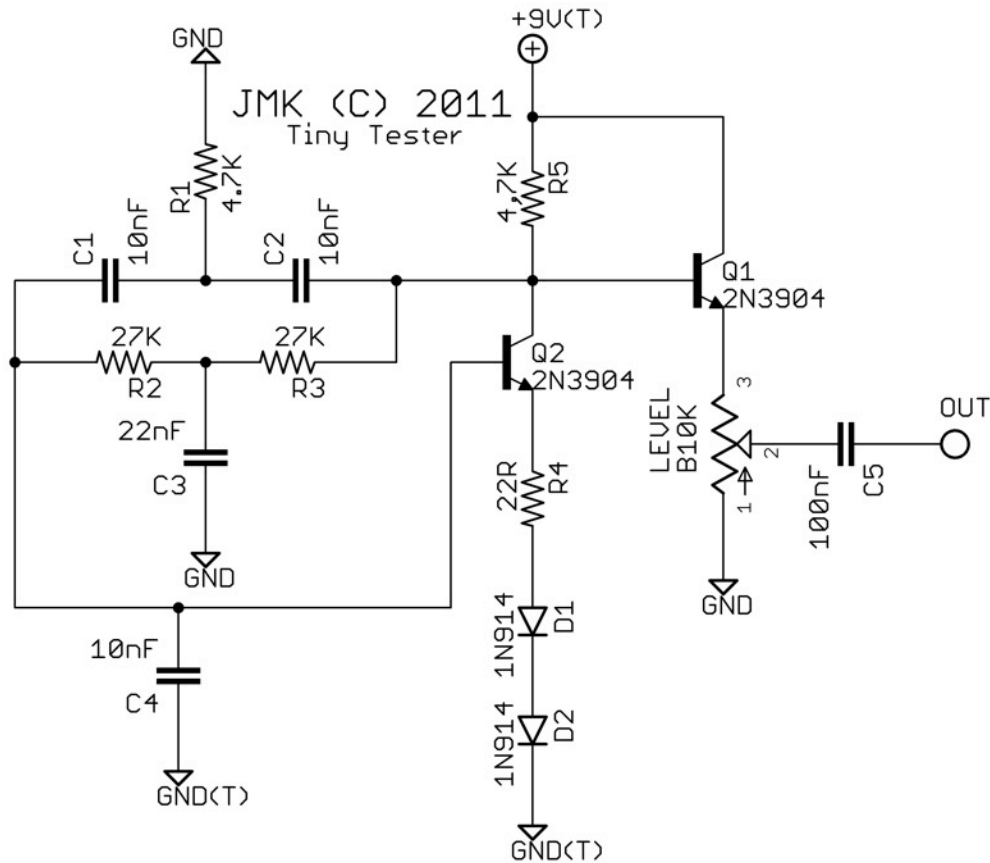 +9V(T)
GND
JMK (C) 2011
Tiny Tester
R1
4.7K
4.7K
R5
C1
10nF
C2
10nF
Q1
2N3904
27K
R2
27K
R3
Q2
2N3904
22nF
C3
GND
LEVEL
B10K
3
2
1
OUT
100nF
C5
22R
R4
GND
10nF
C4
GND(T)
1N914
D1
1N914
D2
GND(T)